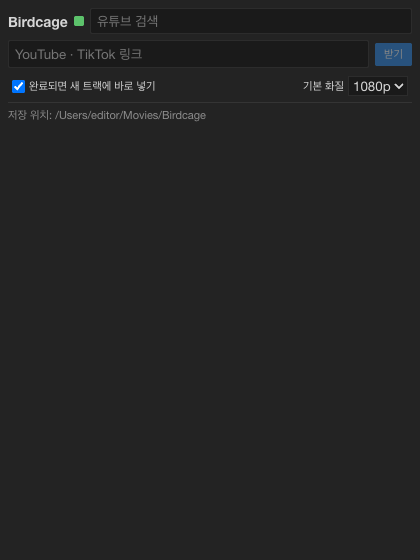 Birdcage 유튜브 검색
YouTube · TikTok 링크 받기
완료되면 새 트랙에 바로 넣기 기본 화질 1080p
저장 위치: /Users/editor/Movies/Birdcage